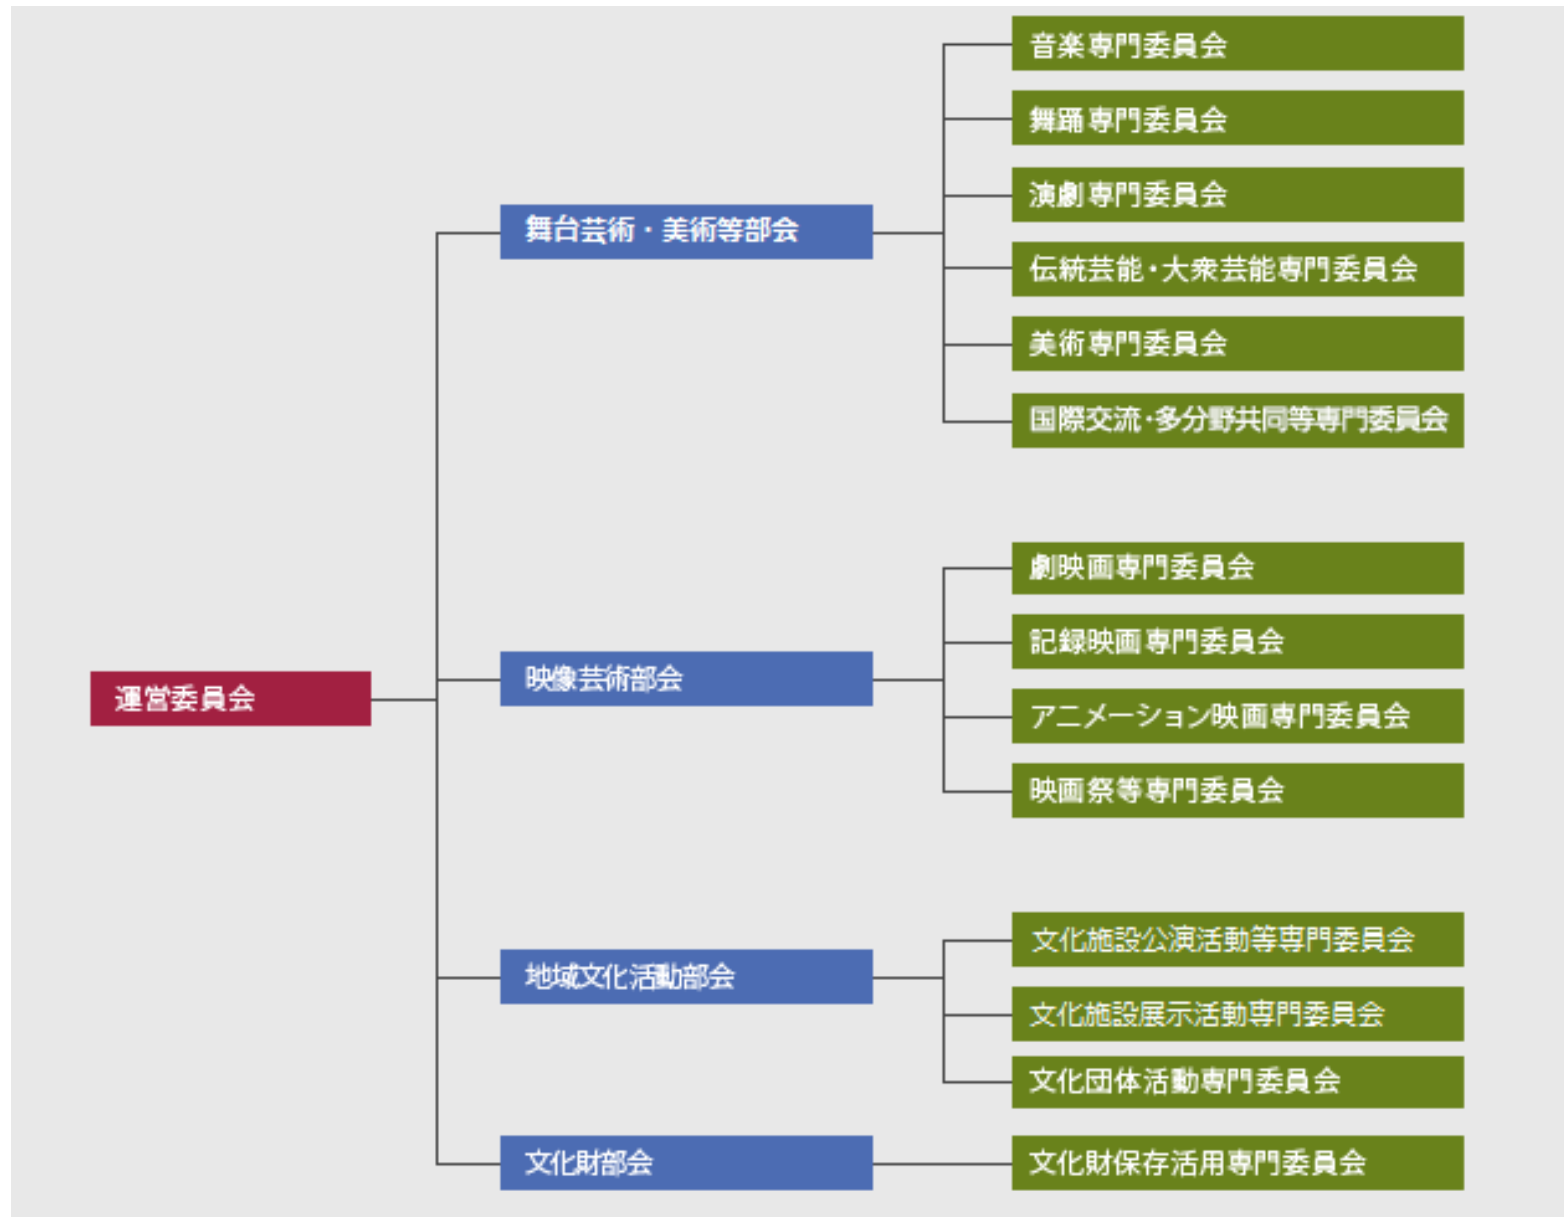 運営委員会
舞台芸術・美術等部会
音楽専門委員会
舞踊専門委員会
演劇専門委員会
伝統芸能・大衆芸能専門委員会
美術専門委員会
国際交流・多分野共同等専門委員会
映像芸術部会
劇映画専門委員会
記録映画専門委員会
アニメーション映画専門委員会
映画祭等専門委員会
地域文化活動部会
文化施設公演活動等専門委員会
文化施設展示活動専門委員会
文化団体活動専門委員会
文化財部会
文化財保存活用専門委員会